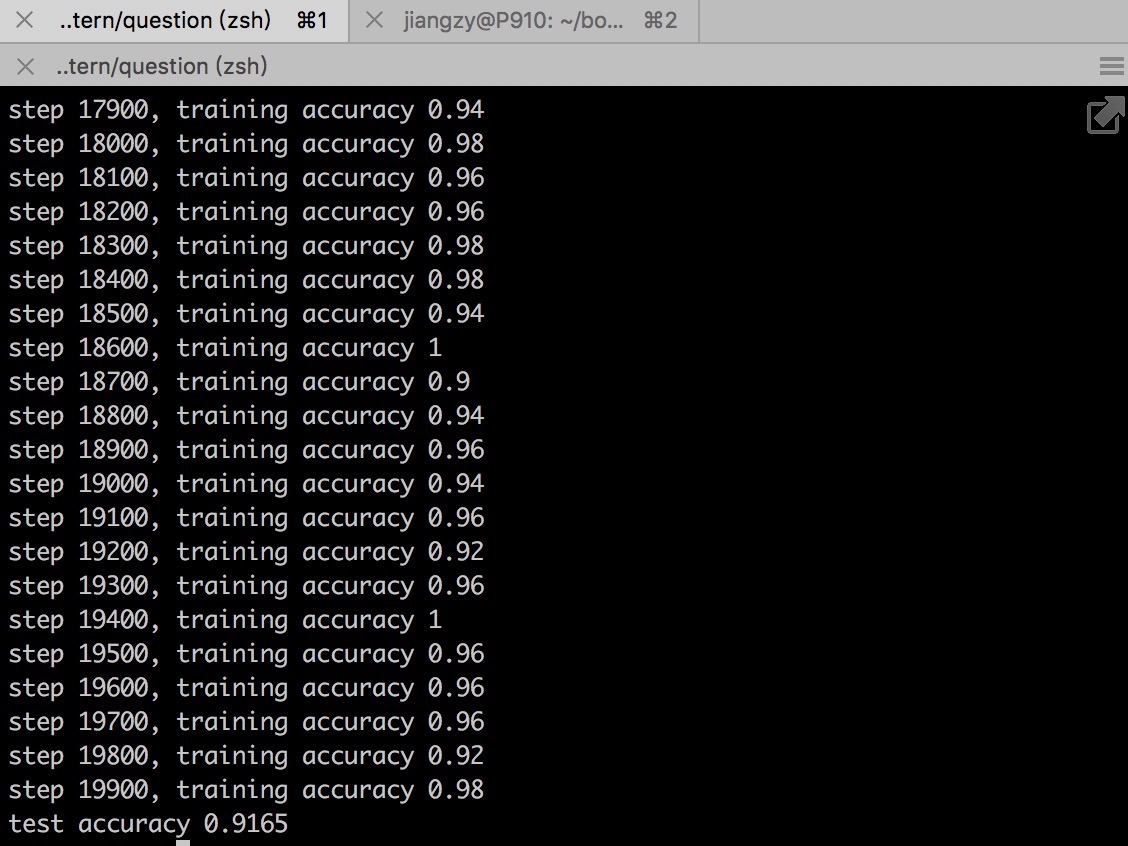 ..tern/question (zsh) ⌘1 jiangzy@P910: ~/bo... ⌘2
..tern/question (zsh)
step 17900, training accuracy 0.94
step 18000, training accuracy 0.98
step 18100, training accuracy 0.96
step 18200, training accuracy 0.96
step 18300, training accuracy 0.98
step 18400, training accuracy 0.98
step 18500, training accuracy 0.94
step 18600, training accuracy 1
step 18700, training accuracy 0.9
step 18800, training accuracy 0.94
step 18900, training accuracy 0.96
step 19000, training accuracy 0.94
step 19100, training accuracy 0.96
step 19200, training accuracy 0.92
step 19300, training accuracy 0.96
step 19400, training accuracy 1
step 19500, training accuracy 0.96
step 19600, training accuracy 0.96
step 19700, training accuracy 0.96
step 19800, training accuracy 0.92
step 19900, training accuracy 0.98
test accuracy 0.9165